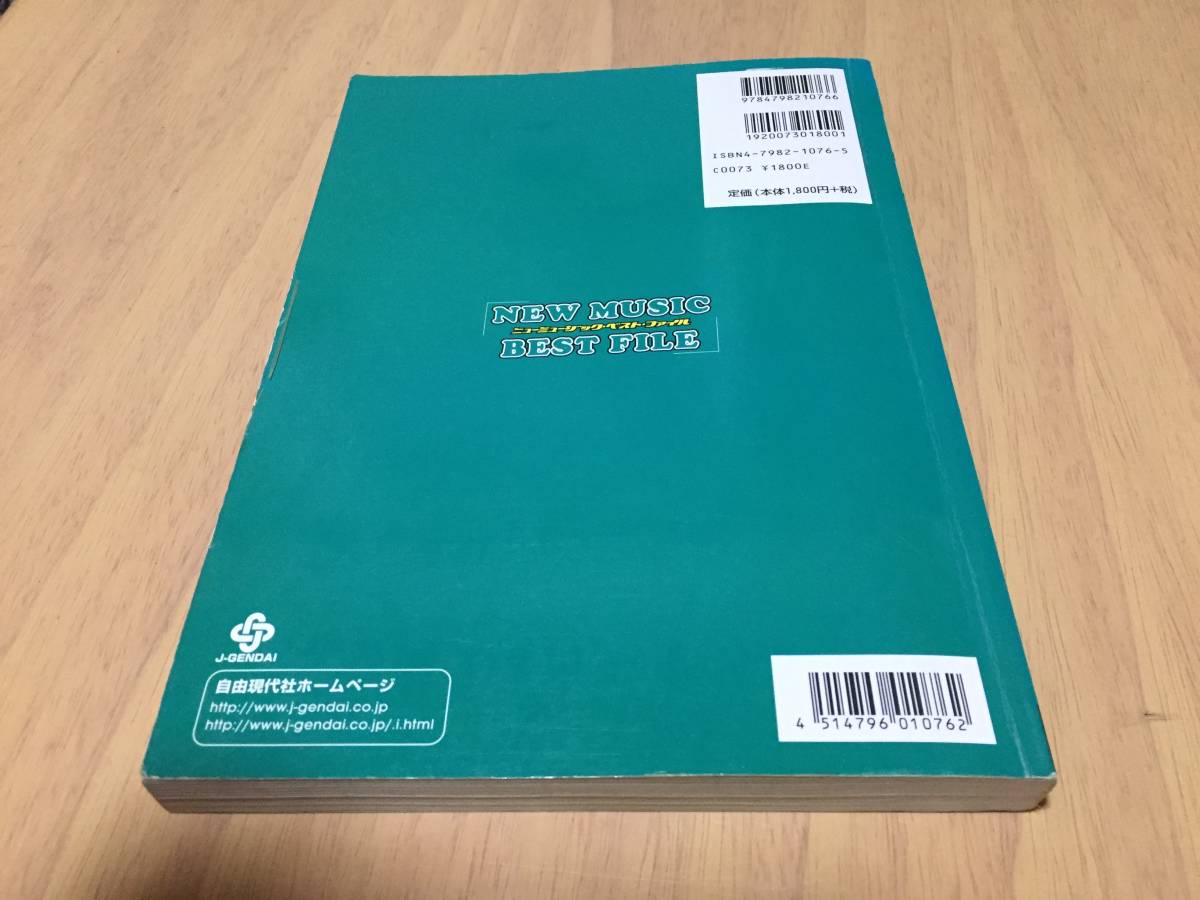 9784798210766
1920073018001
ISBN4-7982-1076-5
C0073 ¥1800E
定価(本体1,800円+税)
NEW MUSIC
ニューミュージック・ベスト・ファイル
BEST FILE
J-GENDAI
自由現代社ホームページ
http://www.j-gendai.co.jp
http://www.j-gendai.co.jp/.i.html
4 514796 010762